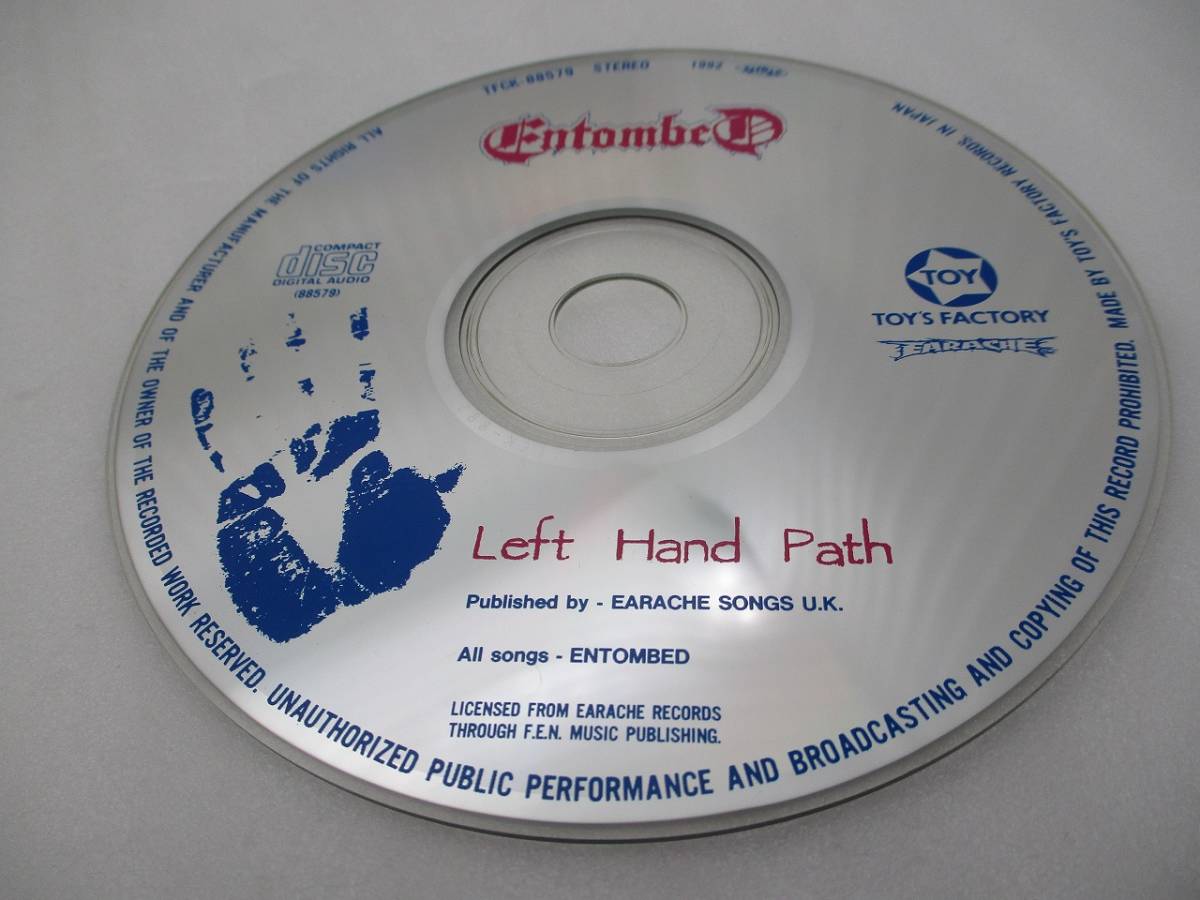 TFCK-88579 STEREO 1992
EntombeD
COMPACT
disc
DIGITAL AUDIO
(88579)
TOY
TOY'S FACTORY
EARACHE
Left Hand Path
Published by - EARACHE SONGS U.K.
All songs - ENTOMBED
LICENSED FROM EARACHE RECORDS
THROUGH F.E.N. MUSIC PUBLISHING.
ALL RIGHTS OF THE MANUFACTURER AND OF THE OWNER OF THE RECORDED WORK RESERVED. UNAUTHORIZED PUBLIC PERFORMANCE AND BROADCASTING AND COPYING OF THIS RECORD PROHIBITED. MADE BY TOY'S FACTORY RECORDS IN JAPAN